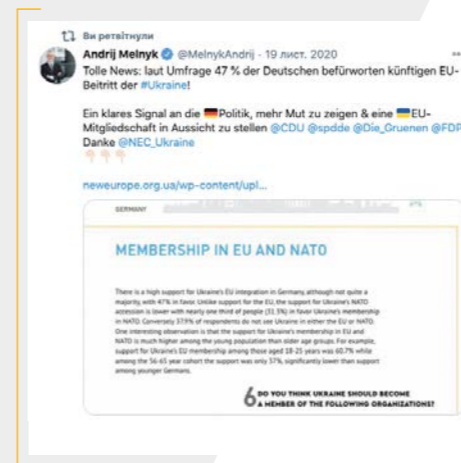 Ви ретвітнули
Andrij Melnyk @MelnykAndrij · 19 лист. 2020
Tolle News: laut Umfrage 47 % der Deutschen befürworten künftigen EU-
Beitritt der #Ukraine!
Ein klares Signal an die 🇩🇪Politik, mehr Mut zu zeigen & eine 🇺🇦EU-
Mitgliedschaft in Aussicht zu stellen @CDU @spdde @Die_Gruenen @FDP
Danke @NEC_Ukraine
👇🏻👇🏻👇🏻
neweurope.org.ua/wp-content/upl...
GERMANY
MEMBERSHIP IN EU AND NATO
There is a high support for Ukraine's EU integration in Germany, although not quite a
majority, with 47% in favor. Unlike support for the EU, the support for Ukraine's NATO
accession is lower with nearly one third of people (31.3%) in favor Ukraine's membership
in NATO. Conversely 37.9% of respondents do not see Ukraine in either the EU or NATO.
One interesting observation is that the support for Ukraine's membership in EU and
NATO is much higher among the young population than older age groups. For example,
support for Ukraine's EU membership among those aged 18-25 years was 60.7% while
among the 56-65 year cohort the support was only 37%, significantly lower than support
among younger Germans.
6 DO YOU THINK UKRAINE SHOULD BECOME
A MEMBER OF THE FOLLOWING ORGANIZATIONS?